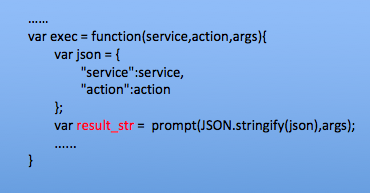 ......
var exec = function(service,action,args){
var json = {
"service":service,
"action":action
};
var result_str = prompt(JSON.stringify(json),args);
......
}